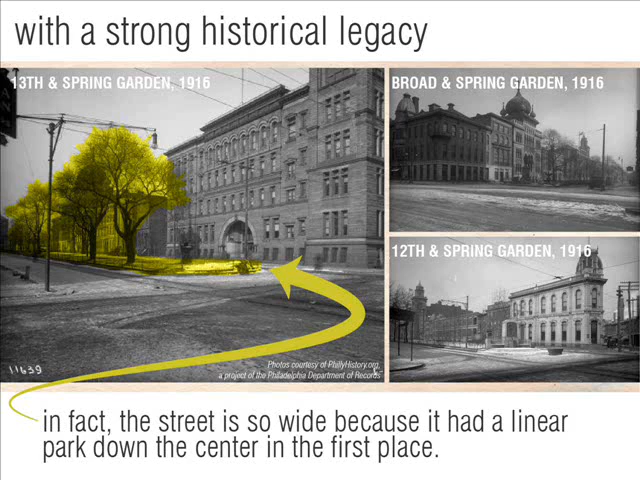 with a strong historical legacy
13TH & SPRING GARDEN, 1916
BROAD & SPRING GARDEN, 1916
12TH & SPRING GARDEN, 1916
11639
Photos courtesy of PhillyHistory.org,
a project of the Philadelphia Department of Records
in fact, the street is so wide because it had a linear
park down the center in the first place.